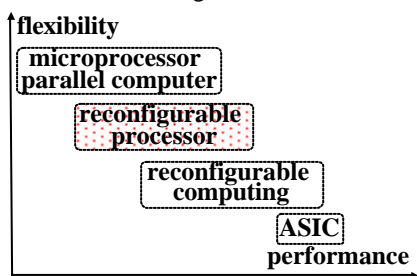 flexibility
microprocessor
parallel computer
reconfigurable
processor
reconfigurable
computing
ASIC
performance